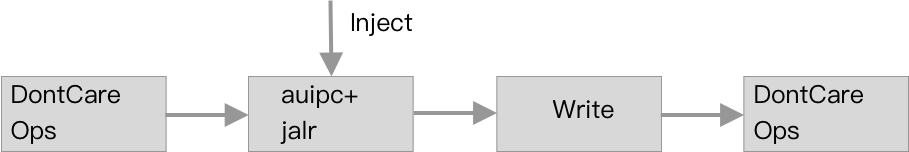 Inject
DontCare
Ops
auipc+
jalr
Write
DontCare
Ops